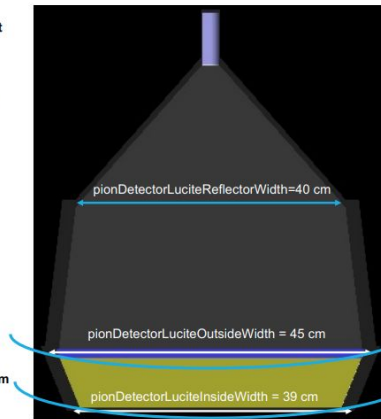 t
pionDetectorLuciteReflectorWidth=40 cm
pionDetectorLuciteOutsideWidth = 45 cm
m
pionDetectorLuciteInsideWidth = 39 cm